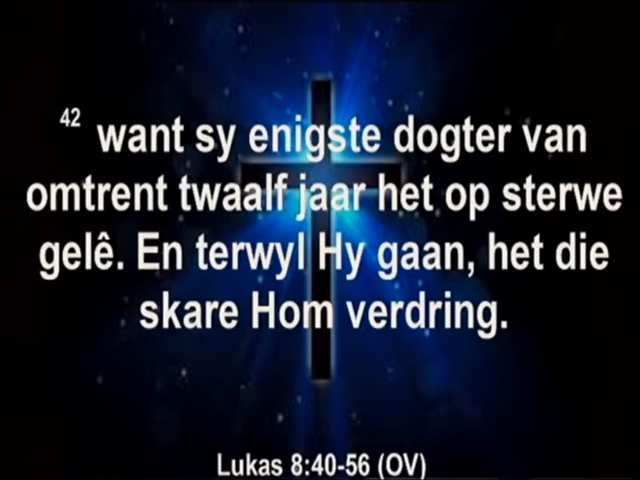 42 want sy enigste dogter van
omtrent twaalf jaar het op sterwe
gelê. En terwyl Hy gaan, het die
skare Hom verdring.
Lukas 8:40-56 (OV)